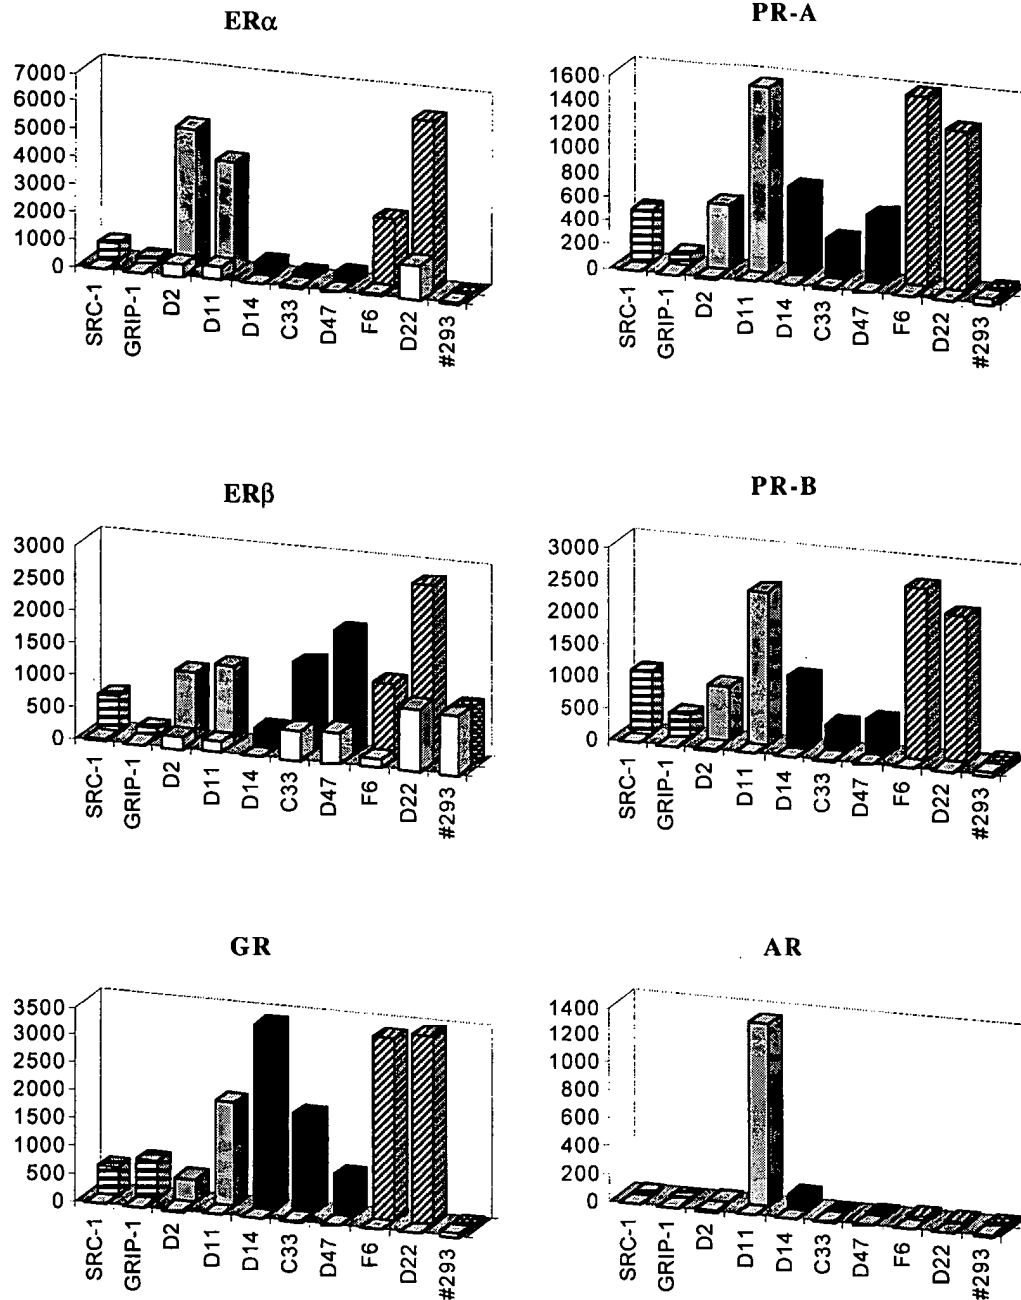 ERα
7000
6000
5000
4000
3000
2000
1000
0
SRC-1
GRIP-1
D2
D11
D14
C33
D47
F6
D22
#293
PR-A
1600
1400
1200
1000
800
600
400
200
0
SRC-1
GRIP-1
D2
D11
D14
C33
D47
F6
D22
#293
ERβ
3000
2500
2000
1500
1000
500
0
SRC-1
GRIP-1
D2
D11
D14
C33
D47
F6
D22
#293
PR-B
3000
2500
2000
1500
1000
500
0
SRC-1
GRIP-1
D2
D11
D14
C33
D47
F6
D22
#293
GR
3500
3000
2500
2000
1500
1000
500
0
SRC-1
GRIP-1
D2
D11
D14
C33
D47
F6
D22
#293
AR
1400
1200
1000
800
600
400
200
0
SRC-1
GRIP-1
D2
D11
D14
C33
D47
F6
D22
#293